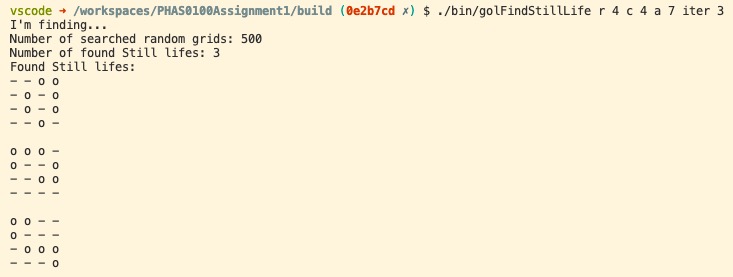 vscode → /workspaces/PHAS0100Assignment1/build (0e2b7cd ✗) $ ./bin/golFindStillLife r 4 c 4 a 7 iter 3
I'm finding...
Number of searched random grids: 500
Number of found Still lifes: 3
Found Still lifes:
- - o o
- o - o
- o - o
- - o -

o o o -
o - - o
- - o o
- - - -

o o - -
o - - -
- o o o
- - - o